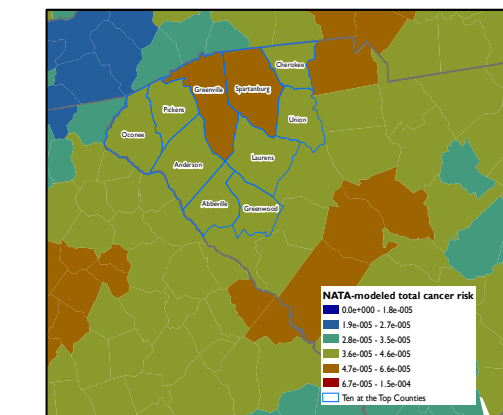 Cherokee
Greenville
Spartanburg
Pickens
Union
Oconee
Laurens
Anderson
Abbeville
Greenwood
NATA-modeled total cancer risk
0.0e+000 - 1.8e-005
1.9e-005 - 2.7e-005
2.8e-005 - 3.5e-005
3.6e-005 - 4.6e-005
4.7e-005 - 6.6e-005
6.7e-005 - 1.5e-004
Ten at the Top Counties